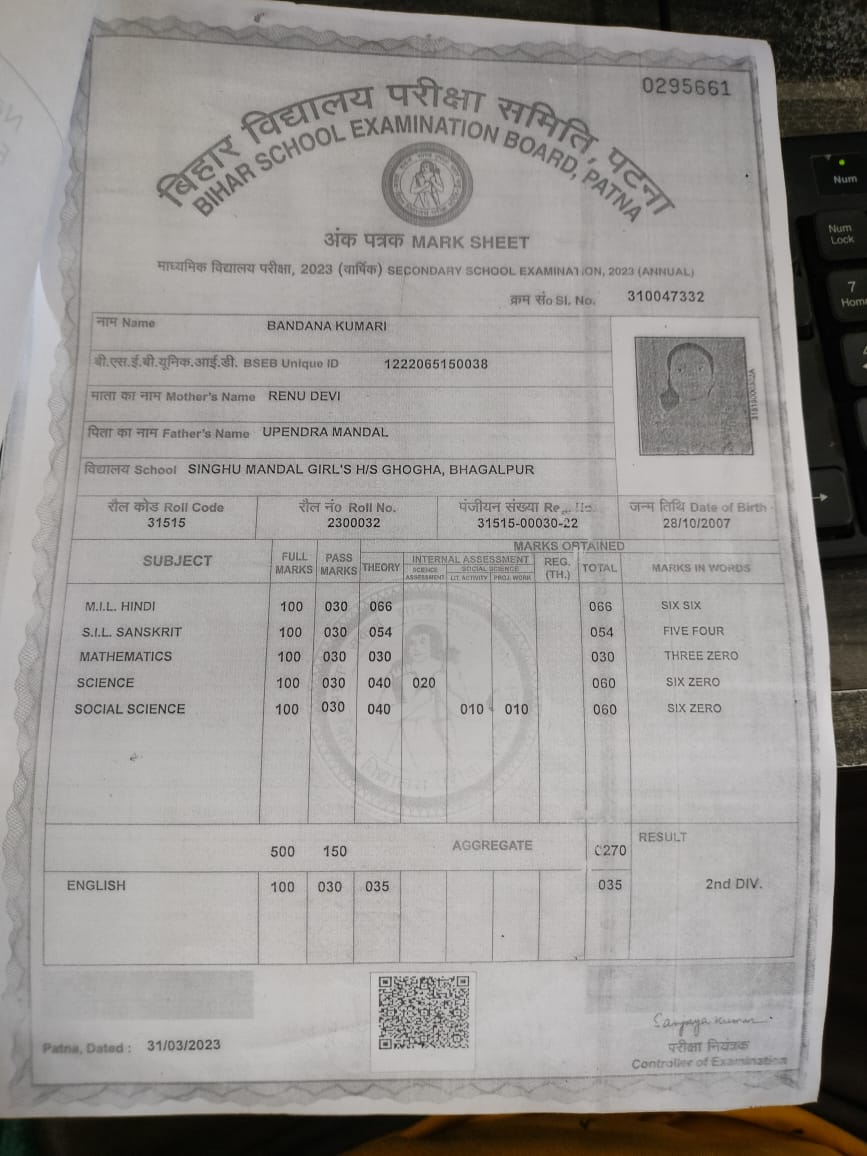 0295661
बिहार विद्यालय परीक्षा समिति, पटना
BIHAR SCHOOL EXAMINATION BOARD, PATNA
अंक पत्रक MARK SHEET
माध्यमिक विद्यालय परीक्षा, 2023 (वार्षिक) SECONDARY SCHOOL EXAMINATION, 2023 (ANNUAL)
क्रम सं० Sl. No. 310047332
नाम Name BANDANA KUMARI
बी.एस.ई.बी.यूनिक.आई.डी. BSEB Unique ID 1222065150038
माता का नाम Mother's Name RENU DEVI
पिता का नाम Father's Name UPENDRA MANDAL
विद्यालय School SINGHU MANDAL GIRL'S H/S GHOGHA, BHAGALPUR
रौल कोड Roll Code रौल नं० Roll No. पंजीयन संख्या जन्म तिथि Date of Birth
31515 2300032 31515-00030-22 28/10/2007
MARKS OBTAINED
SUBJECT FULL MARKS PASS MARKS THEORY INTERNAL ASSESSMENT REG. (TH.) TOTAL MARKS IN WORDS
SCIENCE ASSESSMENT SOCIAL SCIENCE
LIT. ACTIVITY PROJ. WORK
M.I.L. HINDI 100 030 066 066 SIX SIX
S.I.L. SANSKRIT 100 030 054 054 FIVE FOUR
MATHEMATICS 100 030 030 030 THREE ZERO
SCIENCE 100 030 040 020 060 SIX ZERO
SOCIAL SCIENCE 100 030 040 010 010 060 SIX ZERO
500 150 AGGREGATE 0270 RESULT
ENGLISH 100 030 035 035 2nd DIV.
Patna, Dated : 31/03/2023
Sanjaya Kumar
परीक्षा नियंत्रक
Controller of Examination
Num
Num
Lock
7
Home